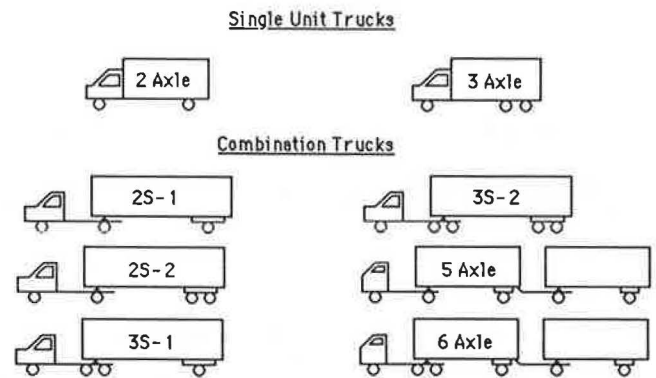 Single Unit Trucks
2 Axle
3 Axle
Combination Trucks
2S-1
3S-2
2S-2
5 Axle
3S-1
6 Axle